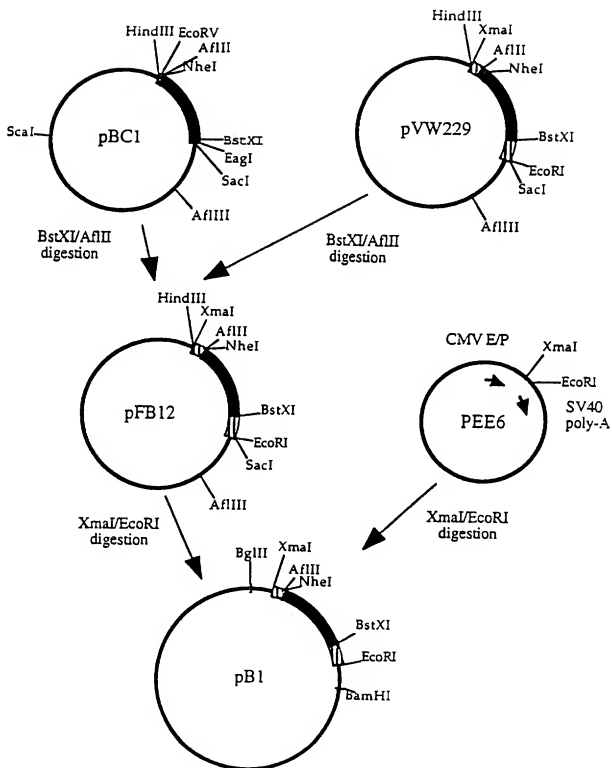 HindIII
EcoRV
AflII
NheI
ScaI
pBC1
BstXI
EagI
SacI
AflIII
HindIII
XmaI
AflII
NheI
pVW229
BstXI
EcoRI
SacI
AflIII
BstXI/AflII
digestion
BstXI/AflII
digestion
HindIII
XmaI
AflII
NheI
pFB12
BstXI
EcoRI
SacI
AflIII
CMV E/P
XmaI
EcoRI
PEE6
SV40
poly-A
XmaI/EcoRI
digestion
XmaI/EcoRI
digestion
BglII
XmaI
AflII
NheI
pB1
BstXI
EcoRI
BamHI